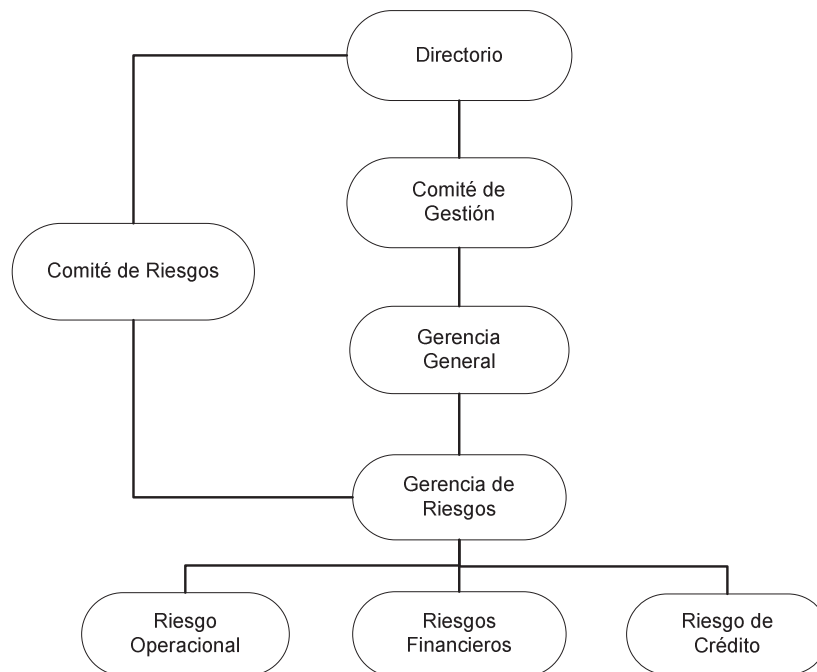 Directorio
Comité de
Gestión
Comité de Riesgos
Gerencia
General
Gerencia de
Riesgos
Riesgo
Operacional
Riesgos
Financieros
Riesgo de
Crédito